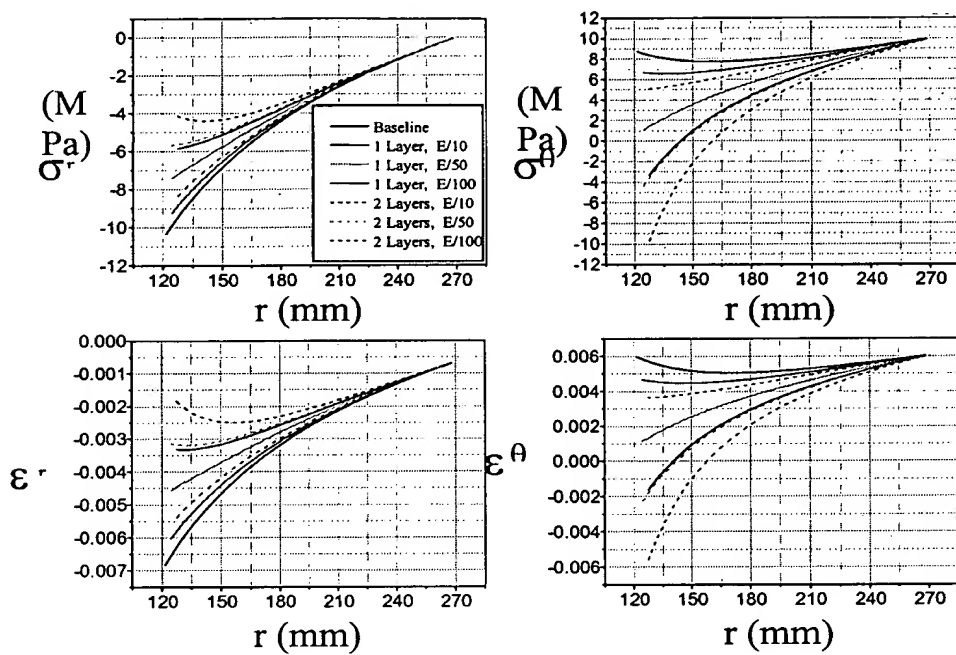 0
-2
-4
-6
-8
-10
-12
(M
Pa)
σ r
120 150 180 210 240 270
r (mm)
Baseline
1 Layer, E/10
1 Layer, E/50
1 Layer, E/100
2 Layers, E/10
2 Layers, E/50
2 Layers, E/100
12
10
8
6
4
2
0
-2
-4
-6
-8
-10
12
(M
Pa)
σ θ
120 150 180 210 240 270
r (mm)
0.000
-0.001
-0.002
-0.003
-0.004
-0.005
-0.006
-0.007
ε r
120 150 180 210 240 270
r (mm)
0.006
0.004
0.002
0.000
-0.002
-0.004
-0.006
ε θ
120 150 180 210 240 270
r (mm)